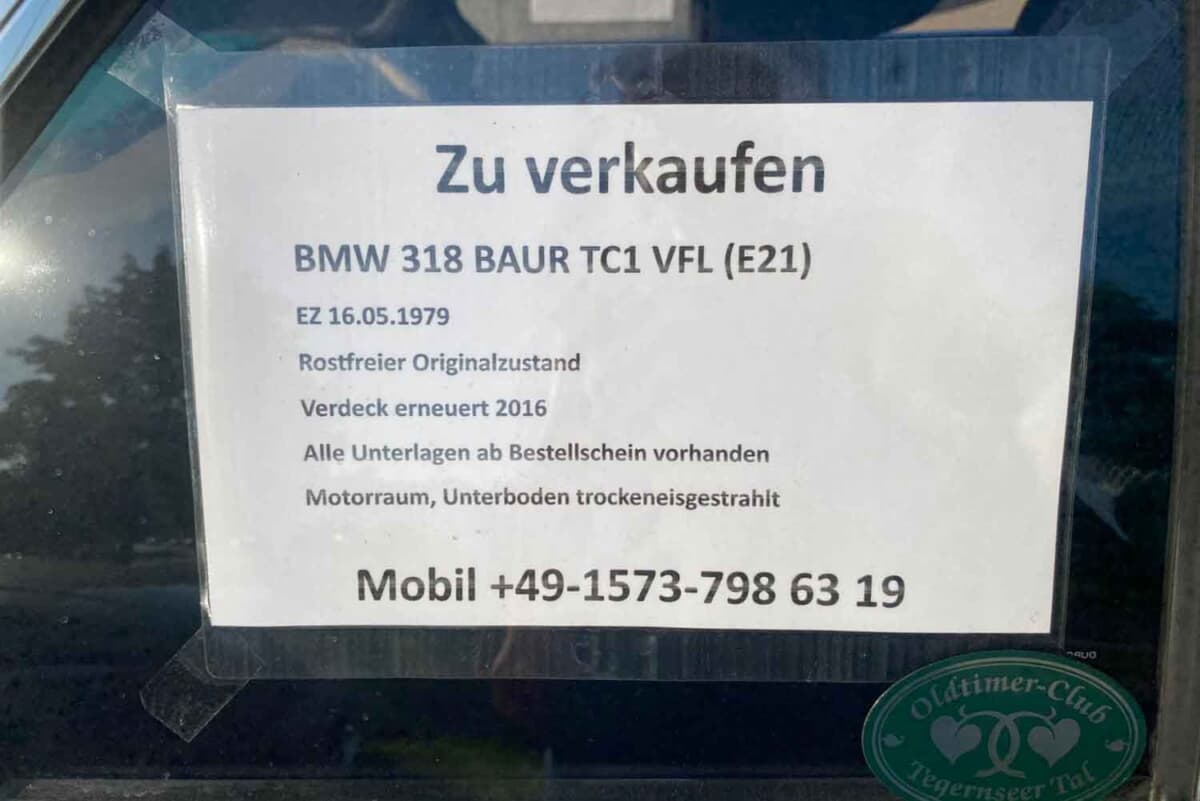 Zu verkaufen
BMW 318 BAUR TC1 VFL (E21)
EZ 16.05.1979
Rostfreier Originalzustand
Verdeck erneuert 2016
Alle Unterlagen ab Bestellschein vorhanden
Motorraum, Unterboden trockeneisgestrahlt
Mobil +49-1573-798 63 19
Oldtimer-Club
Tegernseer Tal